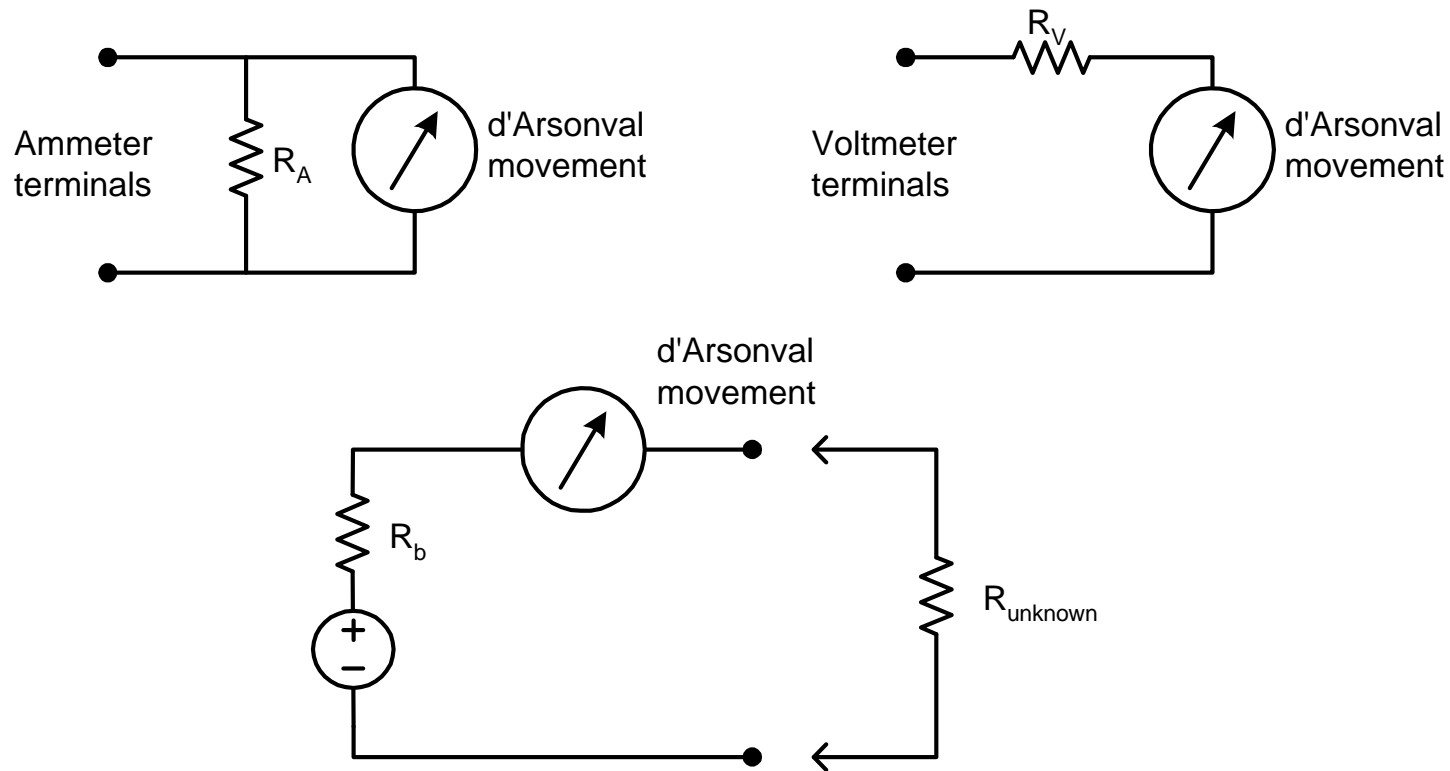 Ammeter
terminals
R_A
d'Arsonval
movement
Voltmeter
terminals
R_V
d'Arsonval
movement
d'Arsonval
movement
R_b
+
−
R_unknown